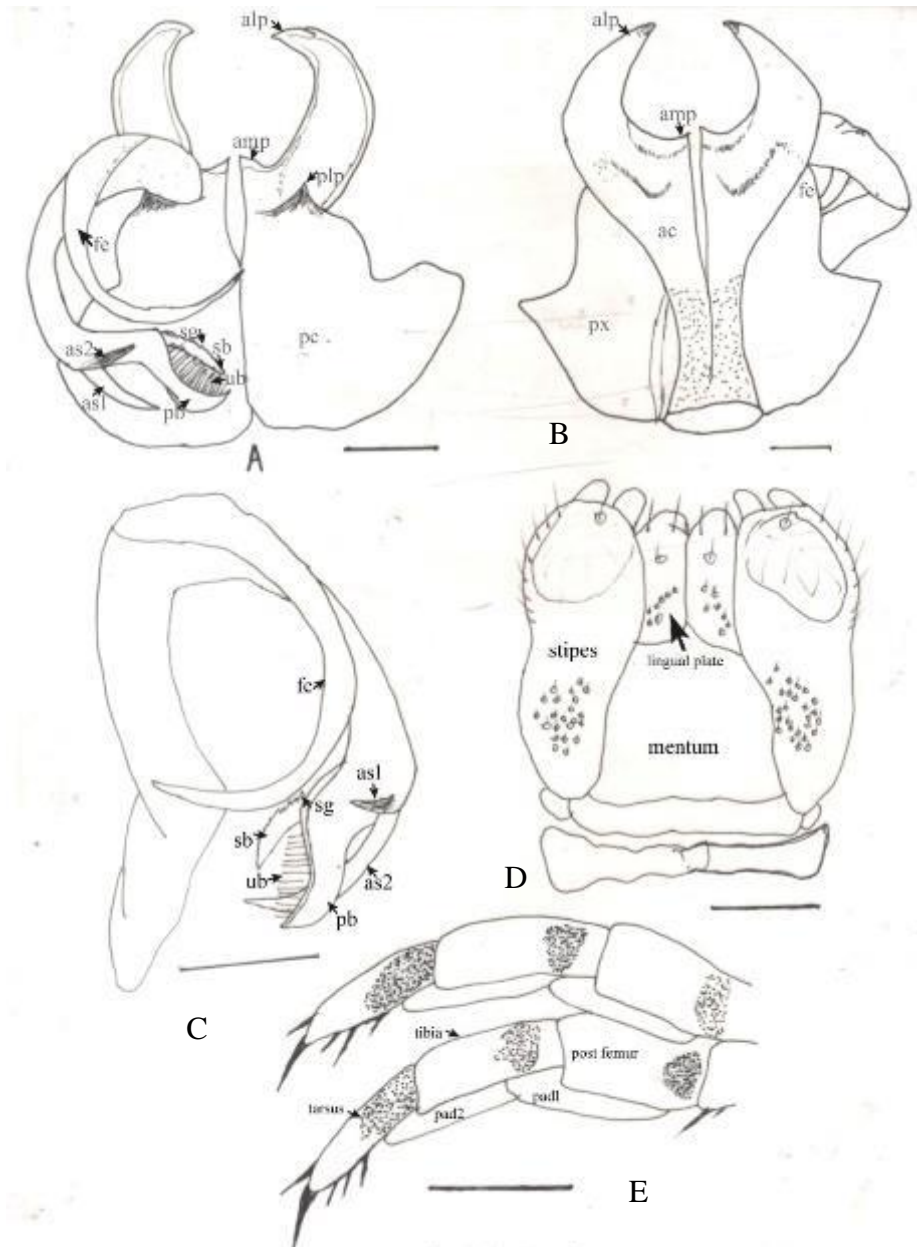 alp
amp
plp
fe
sg
sb
as2
ub
as1
pb
pc
A
alp
amp
fe
ac
px
B
fe
as1
sg
sb
ub
as2
pb
C
stipes
lingual plate
mentum
D
tibia
post femur
tarsus
pad2
pad1
E